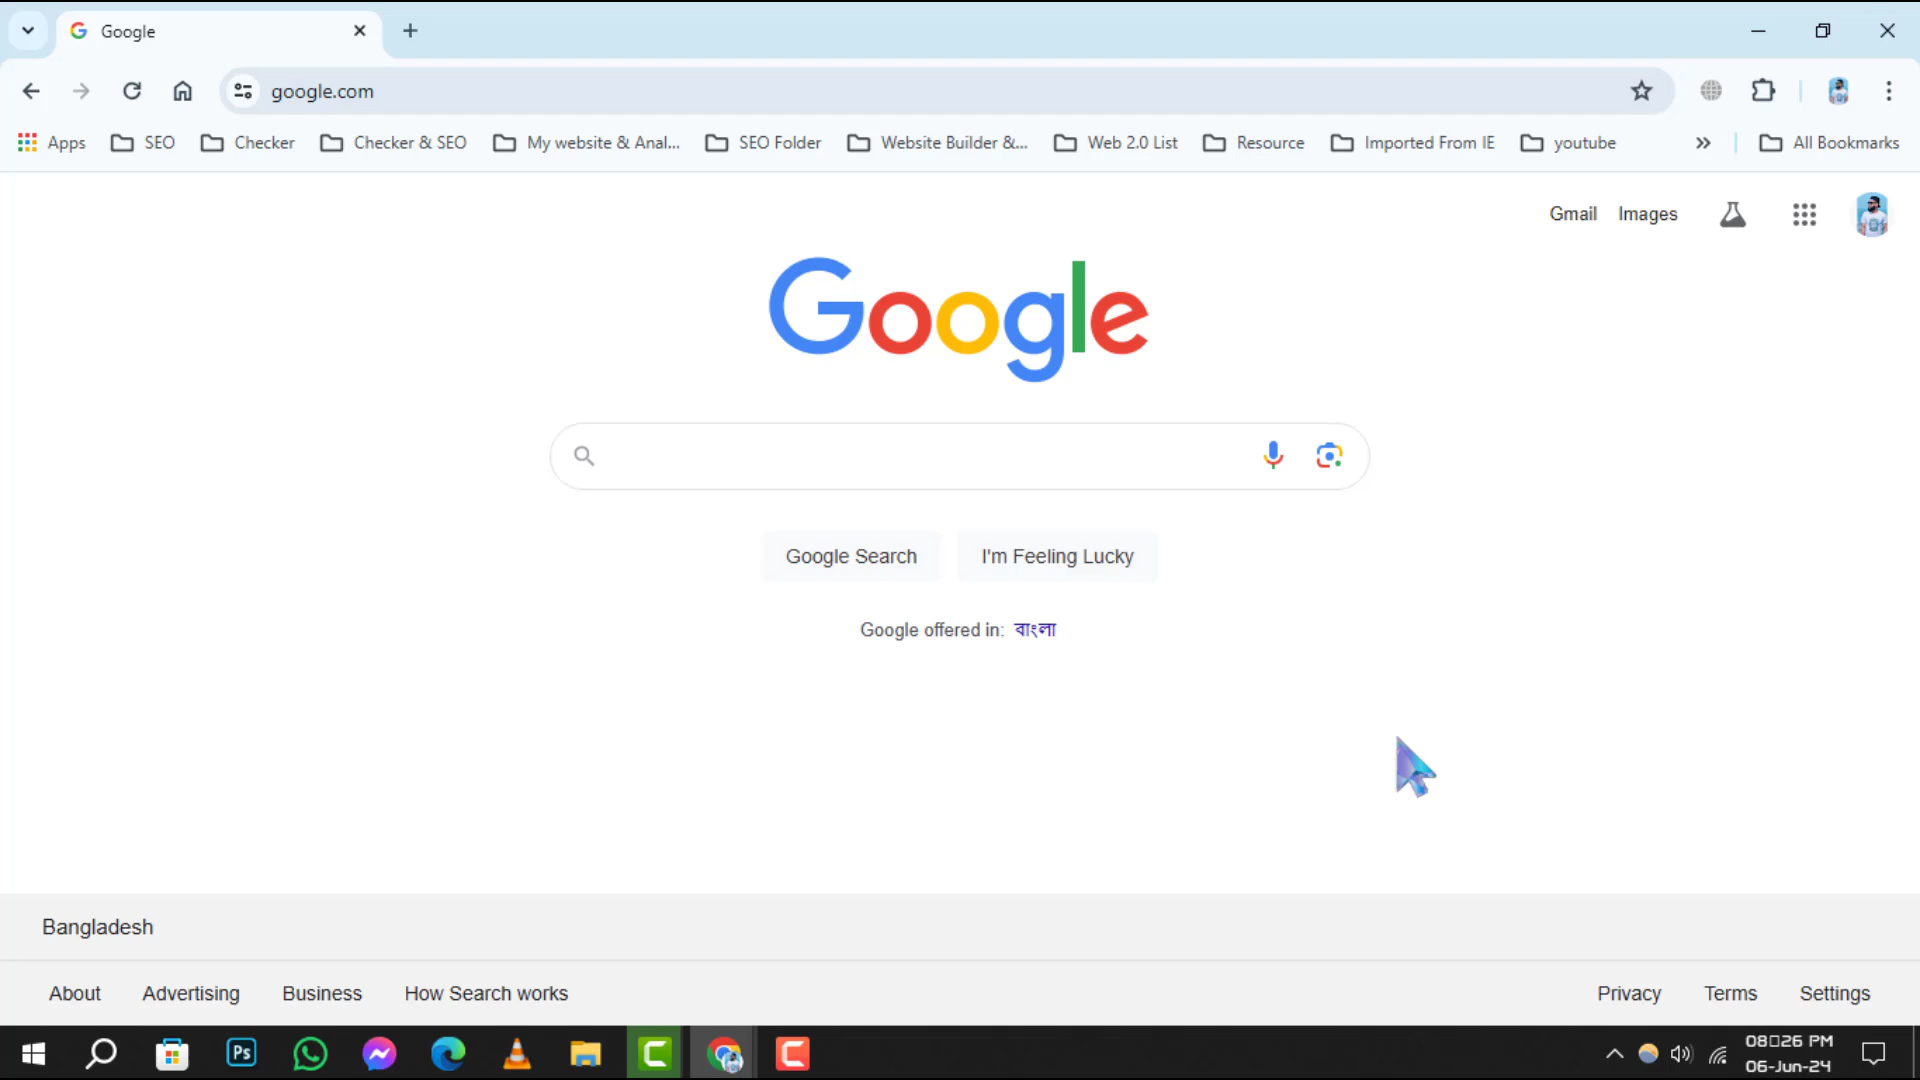 Google
google.com
Apps SEO Checker Checker & SEO My website & Anal... SEO Folder Website Builder &... Web 2.0 List Resource Imported From IE youtube » All Bookmarks
Gmail Images
Google
Google Search I'm Feeling Lucky
Google offered in: বাংলা
Bangladesh
About Advertising Business How Search works Privacy Terms Settings
Ps
08▯26 PM
06-Jun-24